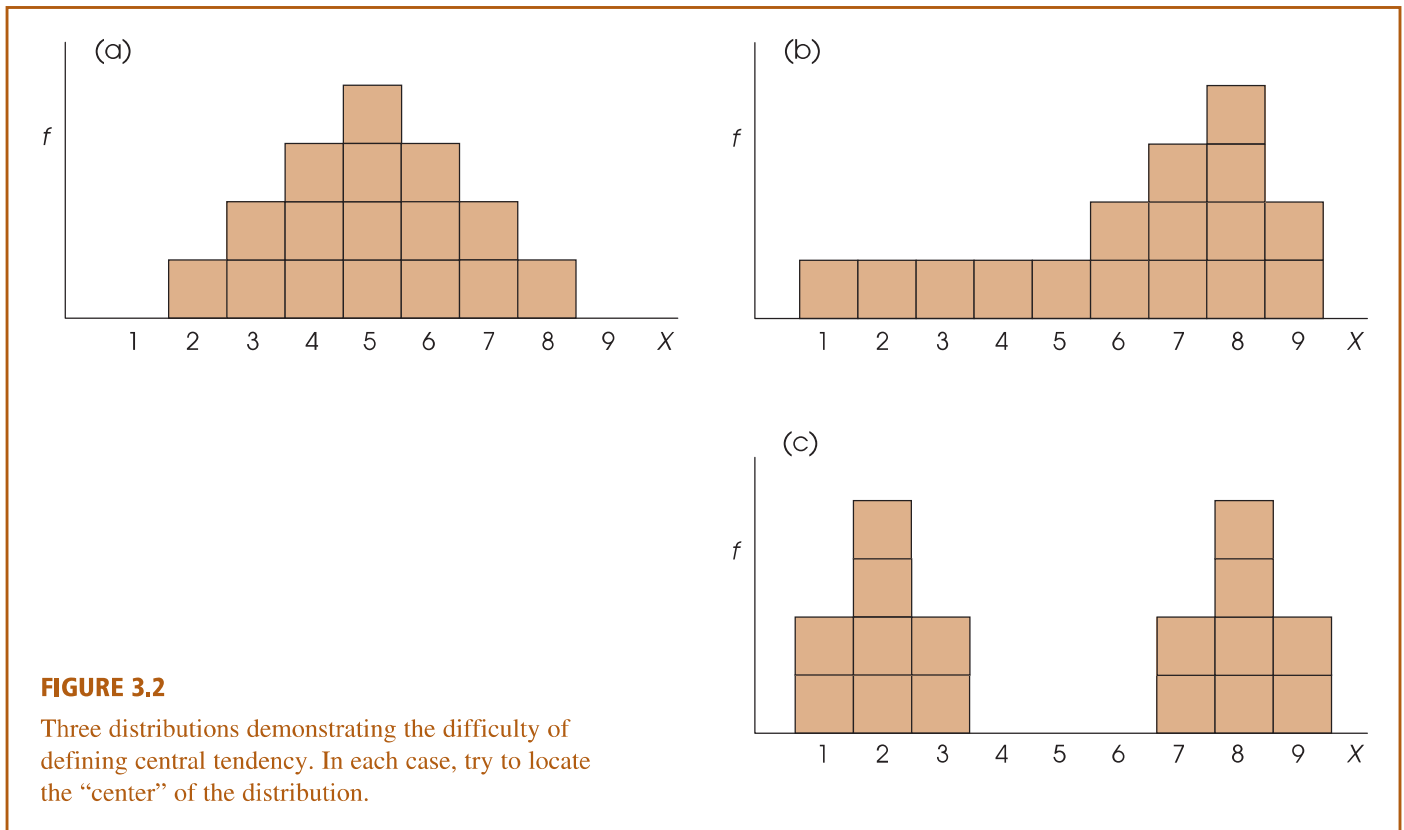 (a)
f
1 2 3 4 5 6 7 8 9 X
(b)
f
1 2 3 4 5 6 7 8 9 X
(c)
f
1 2 3 4 5 6 7 8 9 X
FIGURE 3.2
Three distributions demonstrating the difficulty of
defining central tendency. In each case, try to locate
the “center” of the distribution.